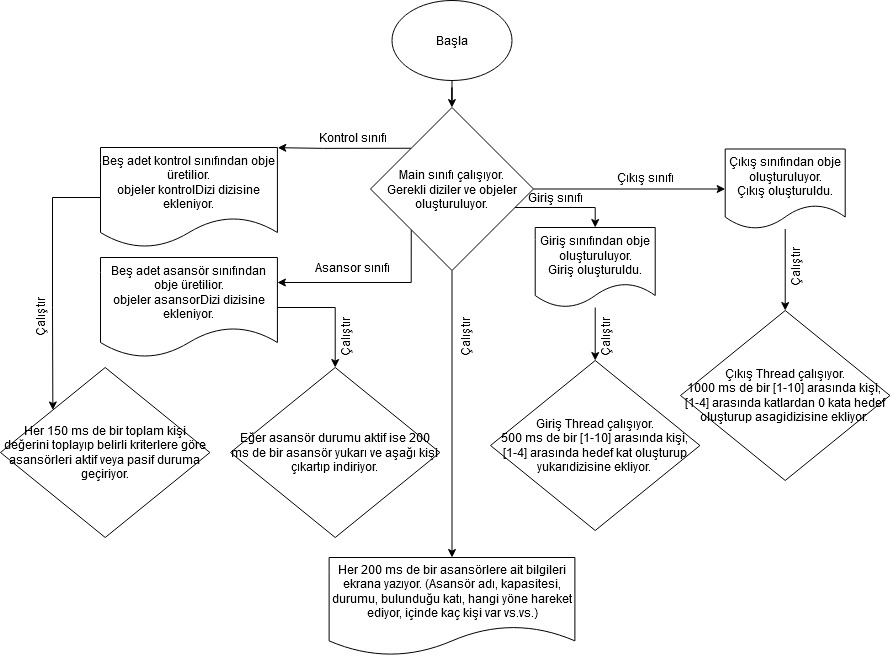 Başla
Kontrol sınıfı
Beş adet kontrol sınıfından obje
üretilior.
objeler kontrolDizi dizisine
ekleniyor.
Main sınıfı çalışıyor.
Gerekli diziler ve objeler
oluşturuluyor.
Çıkış sınıfı
Çıkış sınıfından obje
oluşturuluyor.
Çıkış oluşturuldu.
Giriş sınıfı
Giriş sınıfından obje
oluşturuluyor.
Giriş oluşturuldu.
Asansor sınıfı
Beş adet asansör sınıfından
obje üretilior.
objeler asansorDizi dizisine
ekleniyor.
Çalıştır
Çalıştır
Çalıştır
Çalıştır
Çalıştır
Her 150 ms de bir toplam kişi
değerini toplayıp belirli kriterlere göre
asansörleri aktif veya pasif duruma
geçiriyor.
Eğer asansör durumu aktif ise 200
ms de bir asansör yukarı ve aşağı kişi
çıkartıp indiriyor.
Giriş Thread çalışıyor.
500 ms de bir [1-10] arasında kişi,
[1-4] arasında hedef kat oluşturup
yukarıdizisine ekliyor.
Çıkış Thread çalışıyor.
1000 ms de bir [1-10] arasında kişi,
[1-4] arasında katlardan 0 kata hedef
oluşturup asagidizisine ekliyor.
Her 200 ms de bir asansörlere ait bilgileri
ekrana yazıyor. (Asansör adı, kapasitesi,
durumu, bulunduğu katı, hangi yöne hareket
ediyor, içinde kaç kişi var vs.vs.)